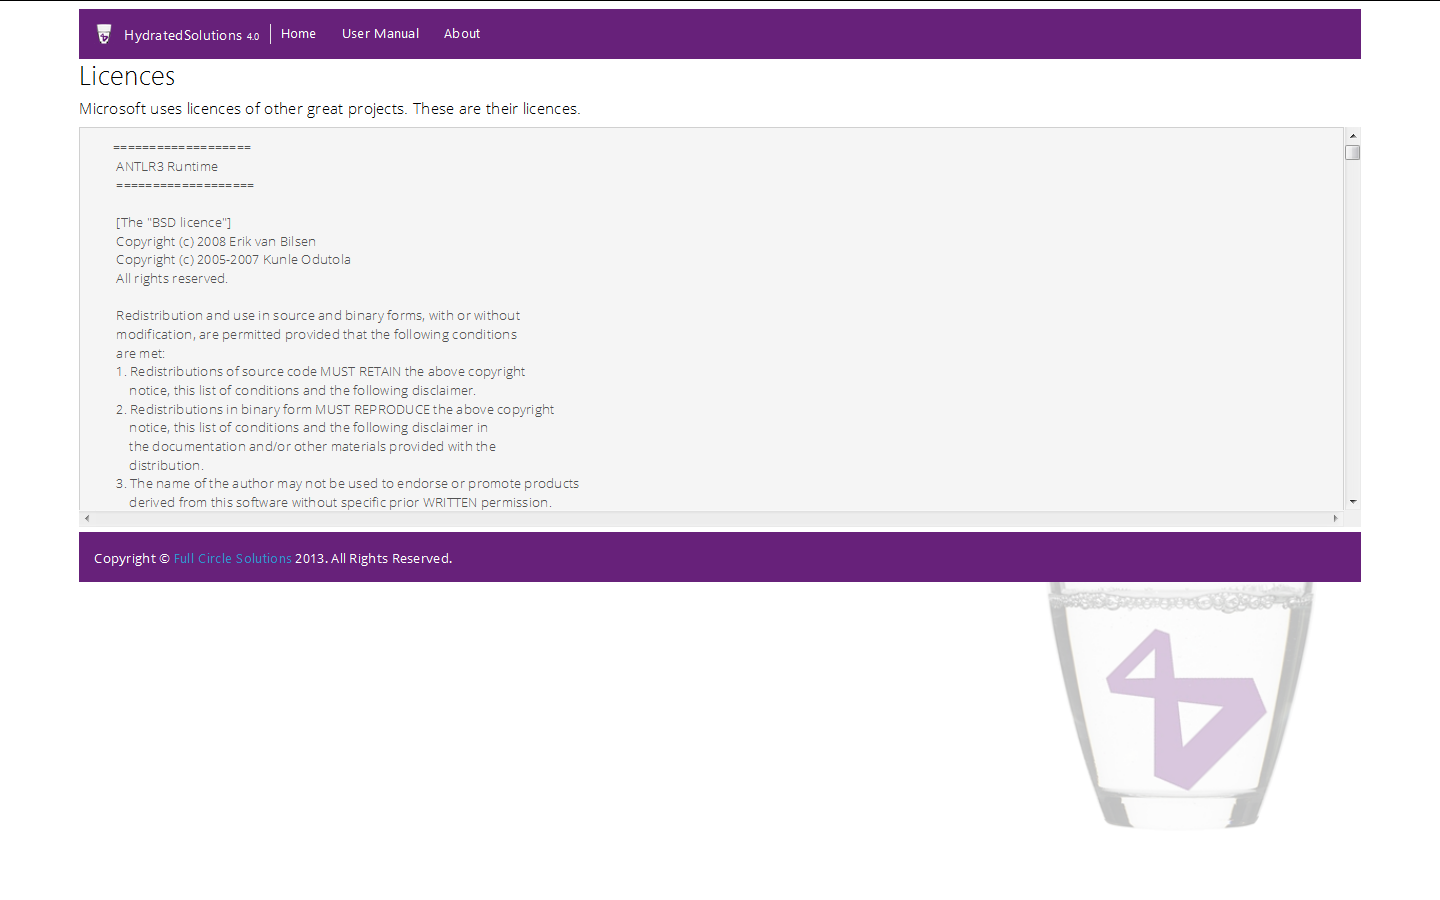 HydratedSolutions 4.0 Home User Manual About
Licences
Microsoft uses licences of other great projects. These are their licences.
===================
ANTLR3 Runtime
===================
[The "BSD licence"]
Copyright (c) 2008 Erik van Bilsen
Copyright (c) 2005-2007 Kunle Odutola
All rights reserved.
Redistribution and use in source and binary forms, with or without
modification, are permitted provided that the following conditions
are met:
1. Redistributions of source code MUST RETAIN the above copyright
notice, this list of conditions and the following disclaimer.
2. Redistributions in binary form MUST REPRODUCE the above copyright
notice, this list of conditions and the following disclaimer in
the documentation and/or other materials provided with the
distribution.
3. The name of the author may not be used to endorse or promote products
derived from this software without specific prior WRITTEN permission.
Copyright © Full Circle Solutions 2013. All Rights Reserved.